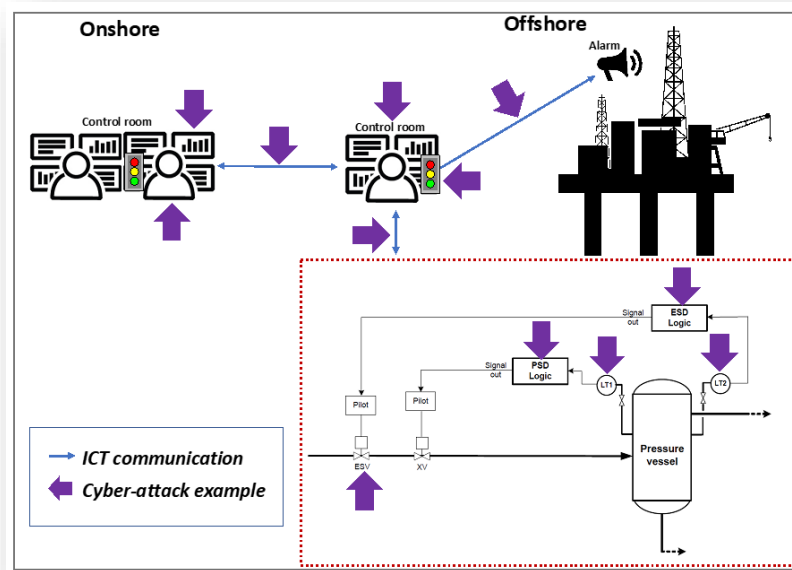 Onshore
Offshore
Alarm
Control room
Control room
Signal
out
ESD
Logic
Signal
out
PSD
Logic
LT1
LT2
Pilot
Pilot
Pressure
vessel
ESV
XV
ICT communication
Cyber-attack example